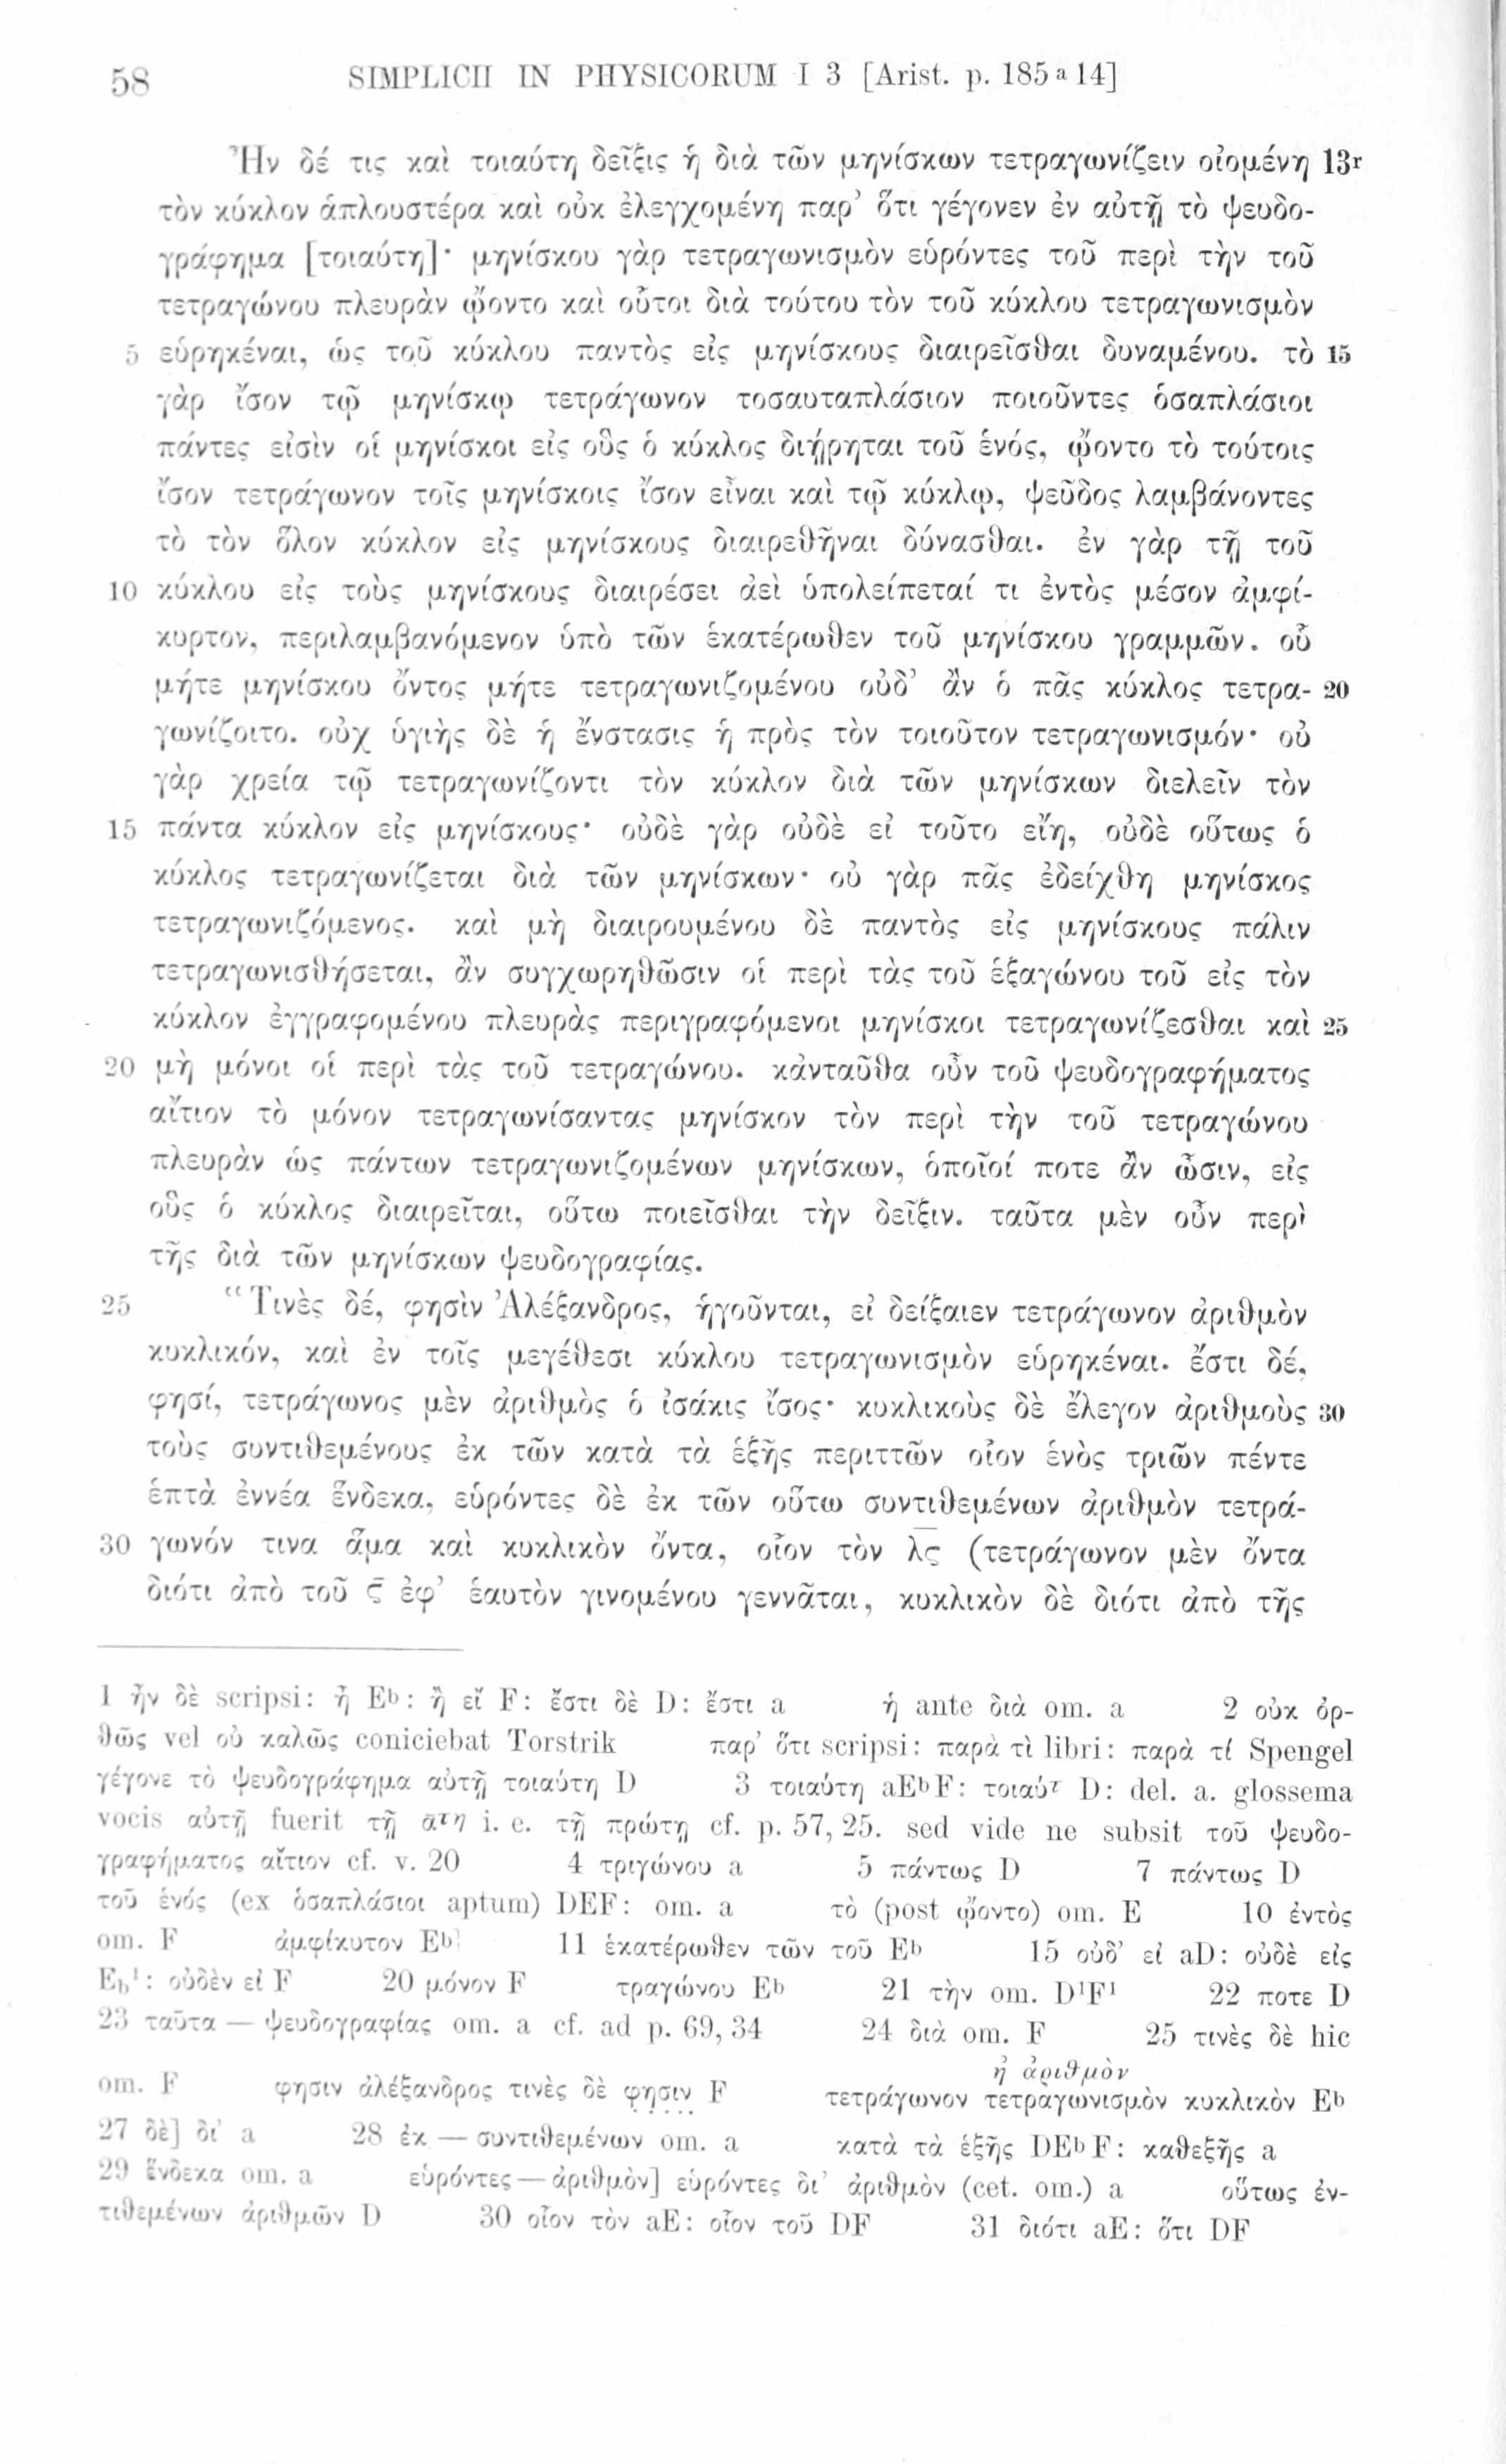 58 SIMPLICII IN PHYSICORUM I 3 [Arist. p. 185 a 14]
Ἦν δέ τις καὶ τοιαύτη δεῖξις ἡ διὰ τῶν μηνίσκων τετραγωνίζειν οἰομένη 13r
τὸν κύκλον ἁπλουστέρα καὶ οὐκ ἐλεγχομένη παρ’ ὅτι γέγονεν ἐν αὐτῇ τὸ ψευδο-
γράφημα [τοιαύτη]· μηνίσκου γὰρ τετραγωνισμὸν εὑρόντες τοῦ περὶ τὴν τοῦ
τετραγώνου πλευρὰν ᾤοντο καὶ οὗτοι διὰ τούτου τὸν τοῦ κύκλου τετραγωνισμὸν
5 εὑρηκέναι, ὡς τοῦ κύκλου παντὸς εἰς μηνίσκους διαιρεῖσθαι δυναμένου. τὸ 15
γὰρ ἴσον τῷ μηνίσκῳ τετράγωνον τοσαυταπλάσιον ποιοῦντες ὁσαπλάσιοι
πάντες εἰσὶν οἱ μηνίσκοι εἰς οὓς ὁ κύκλος διῄρηται τοῦ ἑνός, ᾤοντο τὸ τούτοις
ἴσον τετράγωνον τοῖς μηνίσκοις ἴσον εἶναι καὶ τῷ κύκλῳ, ψεῦδος λαμβάνοντες
τὸ τὸν ὅλον κύκλον εἰς μηνίσκους διαιρεθῆναι δύνασθαι. ἐν γὰρ τῇ τοῦ
10 κύκλου εἰς τοὺς μηνίσκους διαιρέσει ἀεὶ ὑπολείπεταί τι ἐντὸς μέσον ἀμφί-
κυρτον, περιλαμβανόμενον ὑπὸ τῶν ἑκατέρωθεν τοῦ μηνίσκου γραμμῶν. οὗ
μήτε μηνίσκου ὄντος μήτε τετραγωνιζομένου οὐδ’ ἂν ὁ πᾶς κύκλος τετρα- 20
γωνίζοιτο. οὐχ ὑγιὴς δὲ ἡ ἔνστασις ἡ πρὸς τὸν τοιοῦτον τετραγωνισμόν· οὐ
γὰρ χρεία τῷ τετραγωνίζοντι τὸν κύκλον διὰ τῶν μηνίσκων διελεῖν τὸν
15 πάντα κύκλον εἰς μηνίσκους· οὐδὲ γὰρ οὐδὲ εἰ τοῦτο εἴη, οὐδὲ οὕτως ὁ
κύκλος τετραγωνίζεται διὰ τῶν μηνίσκων· οὐ γὰρ πᾶς ἐδείχθη μηνίσκος
τετραγωνιζόμενος. καὶ μὴ διαιρουμένου δὲ παντὸς εἰς μηνίσκους πάλιν
τετραγωνισθήσεται, ἂν συγχωρηθῶσιν οἱ περὶ τὰς τοῦ ἑξαγώνου τοῦ εἰς τὸν
κύκλον ἐγγραφομένου πλευρὰς περιγραφόμενοι μηνίσκοι τετραγωνίζεσθαι καὶ 25
20 μὴ μόνοι οἱ περὶ τὰς τοῦ τετραγώνου. κἀνταῦθα οὖν τοῦ ψευδογραφήματος
αἴτιον τὸ μόνον τετραγωνίσαντας μηνίσκον τὸν περὶ τὴν τοῦ τετραγώνου
πλευρὰν ὡς πάντων τετραγωνιζομένων μηνίσκων, ὁποῖοί ποτε ἂν ὦσιν, εἰς
οὓς ὁ κύκλος διαιρεῖται, οὕτω ποιεῖσθαι τὴν δεῖξιν. ταῦτα μὲν οὖν περὶ
τῆς διὰ τῶν μηνίσκων ψευδογραφίας.
25 “Τινὲς δέ, φησὶν Ἀλέξανδρος, ἡγοῦνται, εἰ δείξαιεν τετράγωνον ἀριθμὸν
κυκλικόν, καὶ ἐν τοῖς μεγέθεσι κύκλου τετραγωνισμὸν εὑρηκέναι. ἔστι δέ,
φησί, τετράγωνος μὲν ἀριθμὸς ὁ ἰσάκις ἴσος· κυκλικοὺς δὲ ἔλεγον ἀριθμοὺς 30
τοὺς συντιθεμένους ἐκ τῶν κατὰ τὰ ἑξῆς περιττῶν οἷον ἑνὸς τριῶν πέντε
ἑπτὰ ἐννέα ἕνδεκα, εὑρόντες δὲ ἐκ τῶν οὕτω συντιθεμένων ἀριθμὸν τετρά-
30 γωνόν τινα ἅμα καὶ κυκλικὸν ὄντα, οἷον τὸν λ̅ς̅ (τετράγωνον μὲν ὄντα
διότι ἀπὸ τοῦ ς̅ ἐφ’ ἑαυτὸν γινομένου γεννᾶται, κυκλικὸν δὲ διότι ἀπὸ τῆς
1 ἦν δὲ scripsi: ἢ Eᵇ: ἢ εἴ F: ἔστι δὲ D: ἔστι a ἡ ante διὰ om. a 2 οὐκ ὀρ-
θῶς vel οὐ καλῶς coniciebat Torstrik παρ’ ὅτι scripsi: παρὰ τὶ libri: παρὰ τί Spengel
γέγονε τὸ ψευδογράφημα αὐτῇ τοιαύτη D 3 τοιαύτη aEᵇF: τοιαύτ D: del. a. glossema
vocis αὐτῇ fuerit τῇ ᾱτη i. e. τῇ πρώτῃ cf. p. 57, 25. sed vide ne subsit τοῦ ψευδο-
γραφήματος αἴτιον cf. v. 20 4 τριγώνου a 5 πάντως D 7 πάντως D
τοῦ ἑνός (ex ὁσαπλάσιοι aptum) DEF: om. a τὸ (post ᾤοντο) om. E 10 ἐντὸς
om. F ἀμφίκυτον Eᵇ¹ 11 ἑκατέρωθεν τῶν τοῦ Eᵇ 15 οὐδ’ εἰ aD: οὐδὲ εἰς
Eb¹: οὐδὲν εἰ F 20 μόνον F τραγώνου Eᵇ 21 τὴν om. D¹F¹ 22 ποτε D
23 ταῦτα — ψευδογραφίας om. a cf. ad p. 69, 34 24 διὰ om. F 25 τινὲς δὲ hic
om. F φησιν ἀλέξανδρος τινὲς δὲ φησιν F τετράγωνον τετραγωνισμὸν ἢ ἀριθμὸν κυκλικὸν Eᵇ
27 δὲ] δι’ a 28 ἐκ — συντιθεμένων om. a κατὰ τὰ ἑξῆς DEᵇF: καθεξῆς a
29 ἕνδεκα om. a εὑρόντες — ἀριθμὸν] εὑρόντες δι’ ἀριθμὸν (cet. om.) a οὕτως ἐν-
τιθεμένων ἀριθμῶν D 30 οἷον τὸν aE: οἷον τοῦ DF 31 διότι aE: ὅτι DF